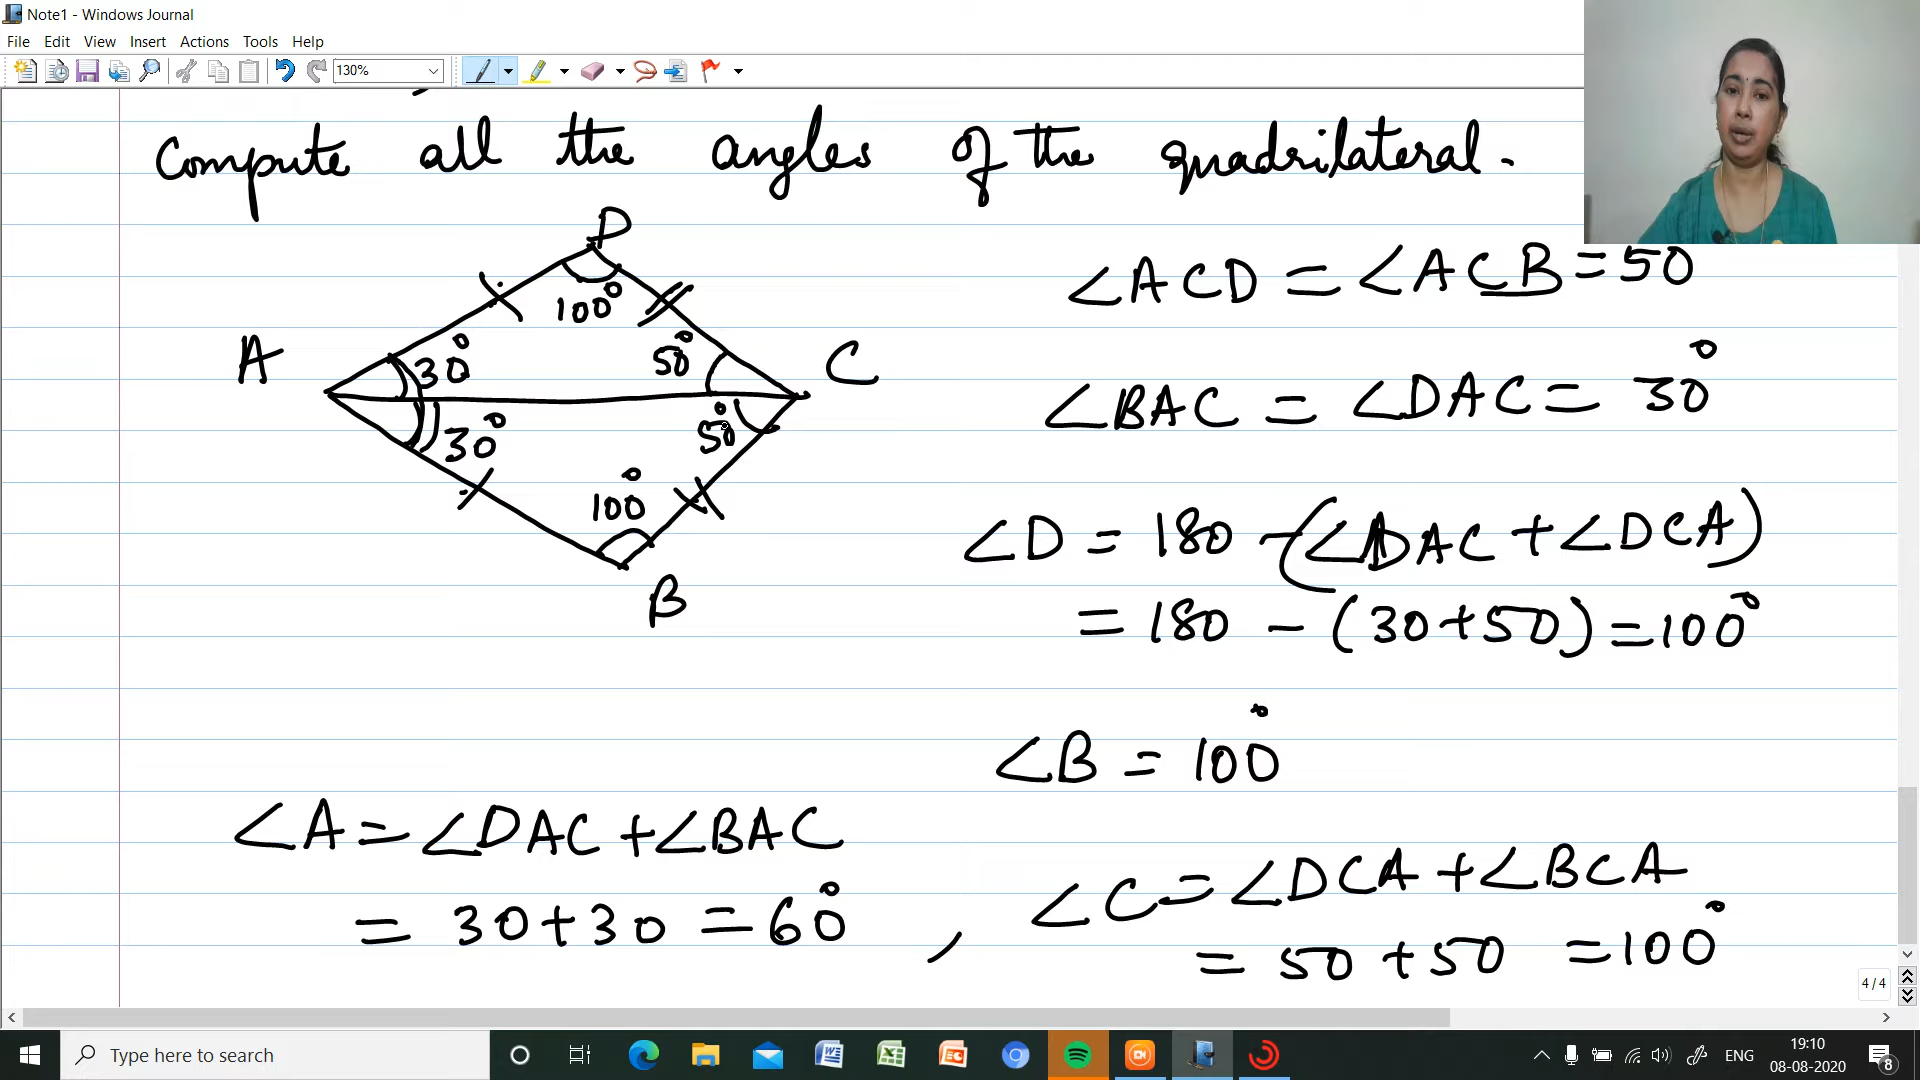 Note1 - Windows Journal
File Edit View Insert Actions Tools Help
130%
Compute all the angles of the quadrilateral.
D
100°
A
30°
50°
C
30°
50°
100°
B
∠ACD = ∠ACB = 50
∠BAC = ∠DAC = 30°
∠D = 180 - (∠DAC + ∠DCA)
= 180 - (30+50) = 100°
∠B = 100°
∠A = ∠DAC + ∠BAC
= 30+30 = 60°,
∠C = ∠DCA + ∠BCA
= 50 + 50 = 100°
4 / 4
Type here to search
ENG
19:10
08-08-2020
8